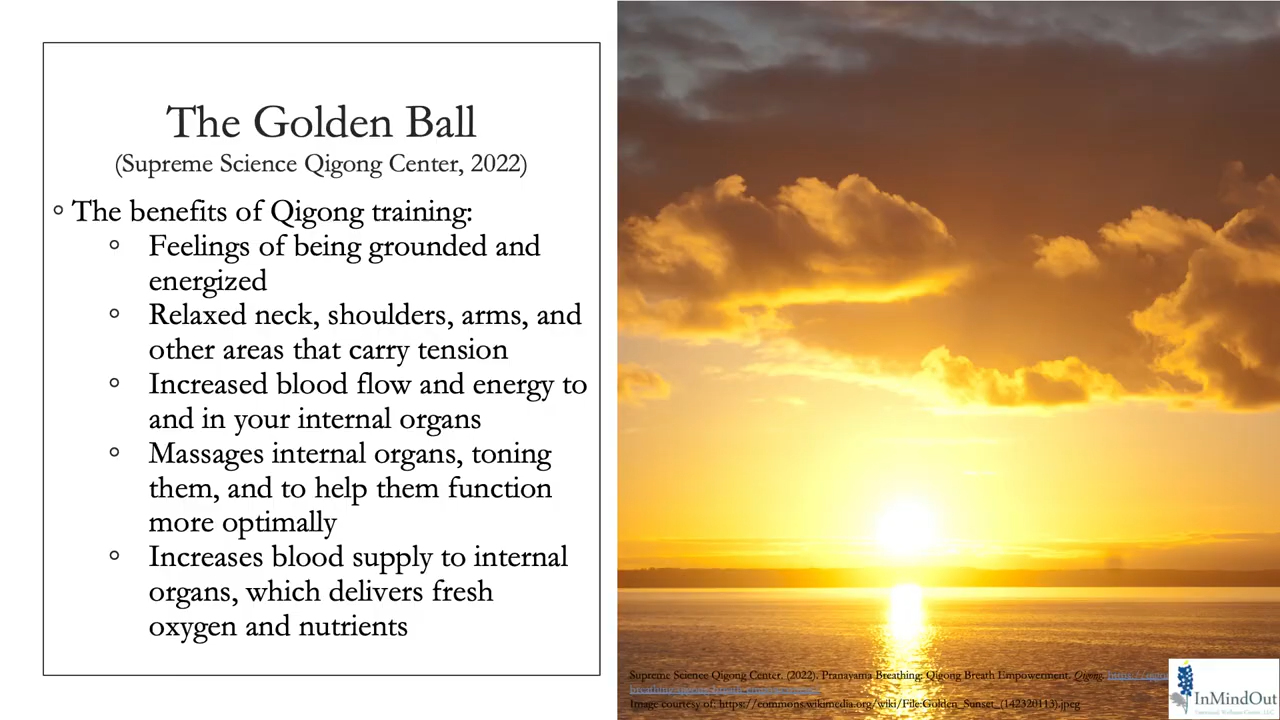 The Golden Ball
(Supreme Science Qigong Center, 2022)
The benefits of Qigong training:
Feelings of being grounded and
energized
Relaxed neck, shoulders, arms, and
other areas that carry tension
Increased blood flow and energy to
and in your internal organs
Massages internal organs, toning
them, and to help them function
more optimally
Increases blood supply to internal
organs, which delivers fresh
oxygen and nutrients
Supreme Science Qigong Center. (2022). Pranayama Breathing: Qigong Breath Empowerment. Qigong.
Image courtesy of: https://commons.wikimedia.org/wiki/File:Golden_Sunset_(142320113).jpeg
InMindOut